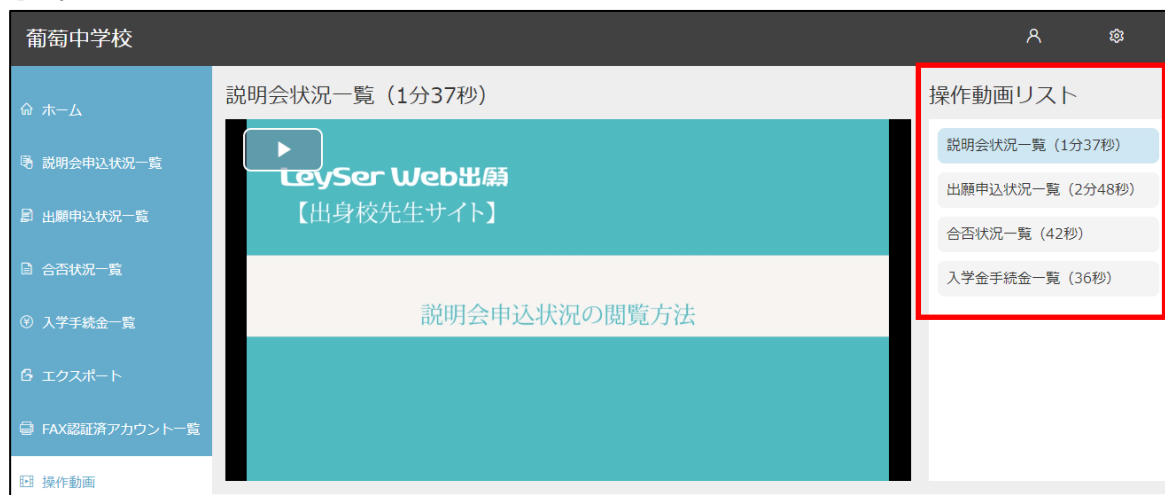 葡萄中学校
ホーム
説明会申込状況一覧
出願申込状況一覧
合否状況一覧
入学手続金一覧
エクスポート
FAX認証済アカウント一覧
操作動画
説明会状況一覧（1分37秒）
LeySer Web出願
【出身校先生サイト】
説明会申込状況の閲覧方法
操作動画リスト
説明会状況一覧（1分37秒）
出願申込状況一覧（2分48秒）
合否状況一覧（42秒）
入学金手続金一覧（36秒）